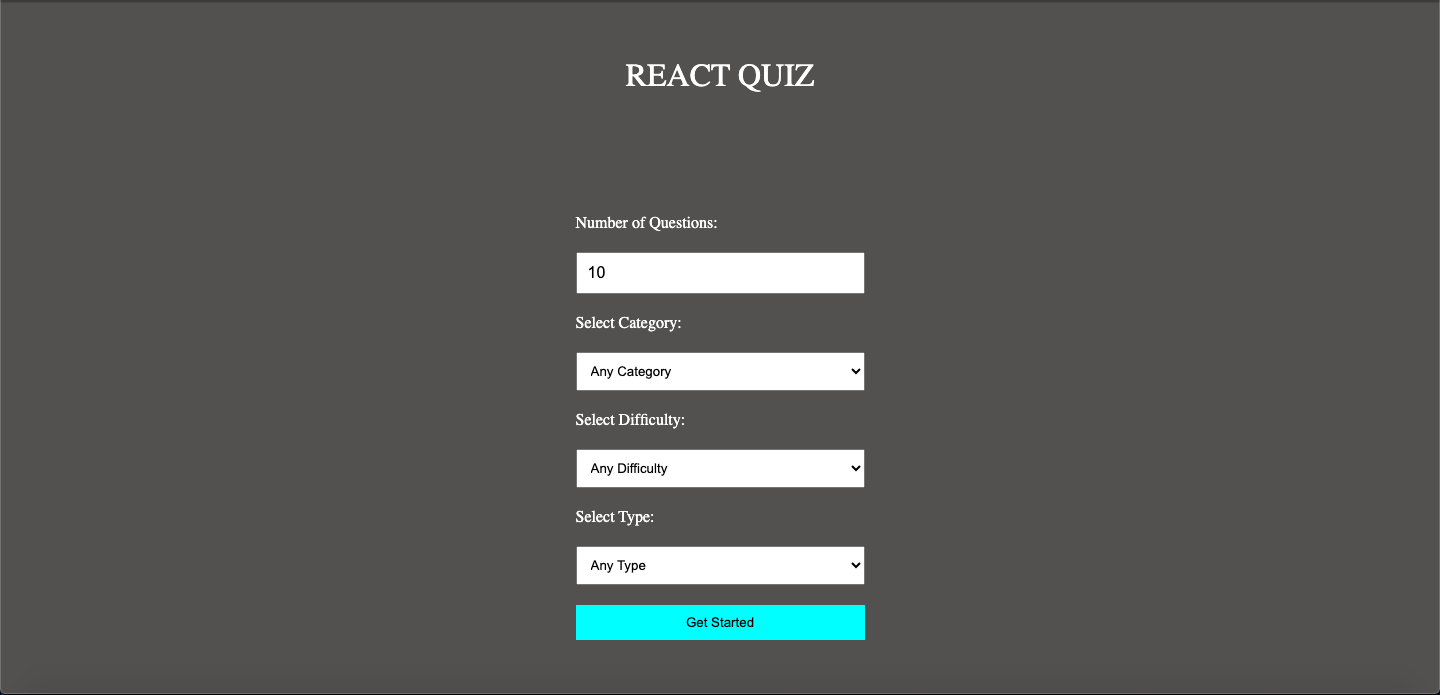 REACT QUIZ
Number of Questions:
10
Select Category:
Any Category
Select Difficulty:
Any Difficulty
Select Type:
Any Type
Get Started